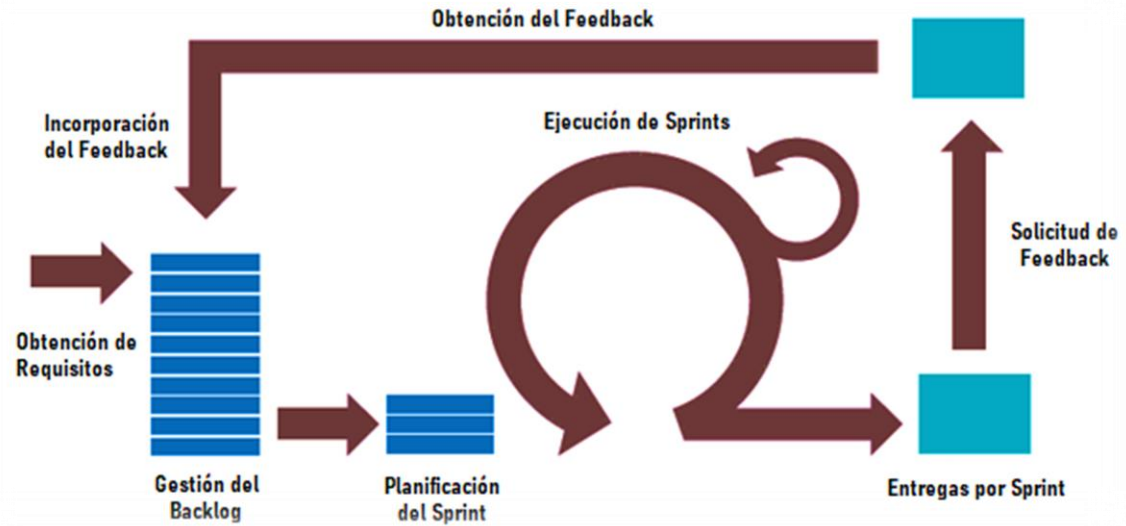 Obtención del Feedback
Incorporación
del Feedback
Ejecución de Sprints
Solicitud de
Feedback
Obtención de
Requisitos
Gestión del
Backlog
Planificación
del Sprint
Entregas por Sprint